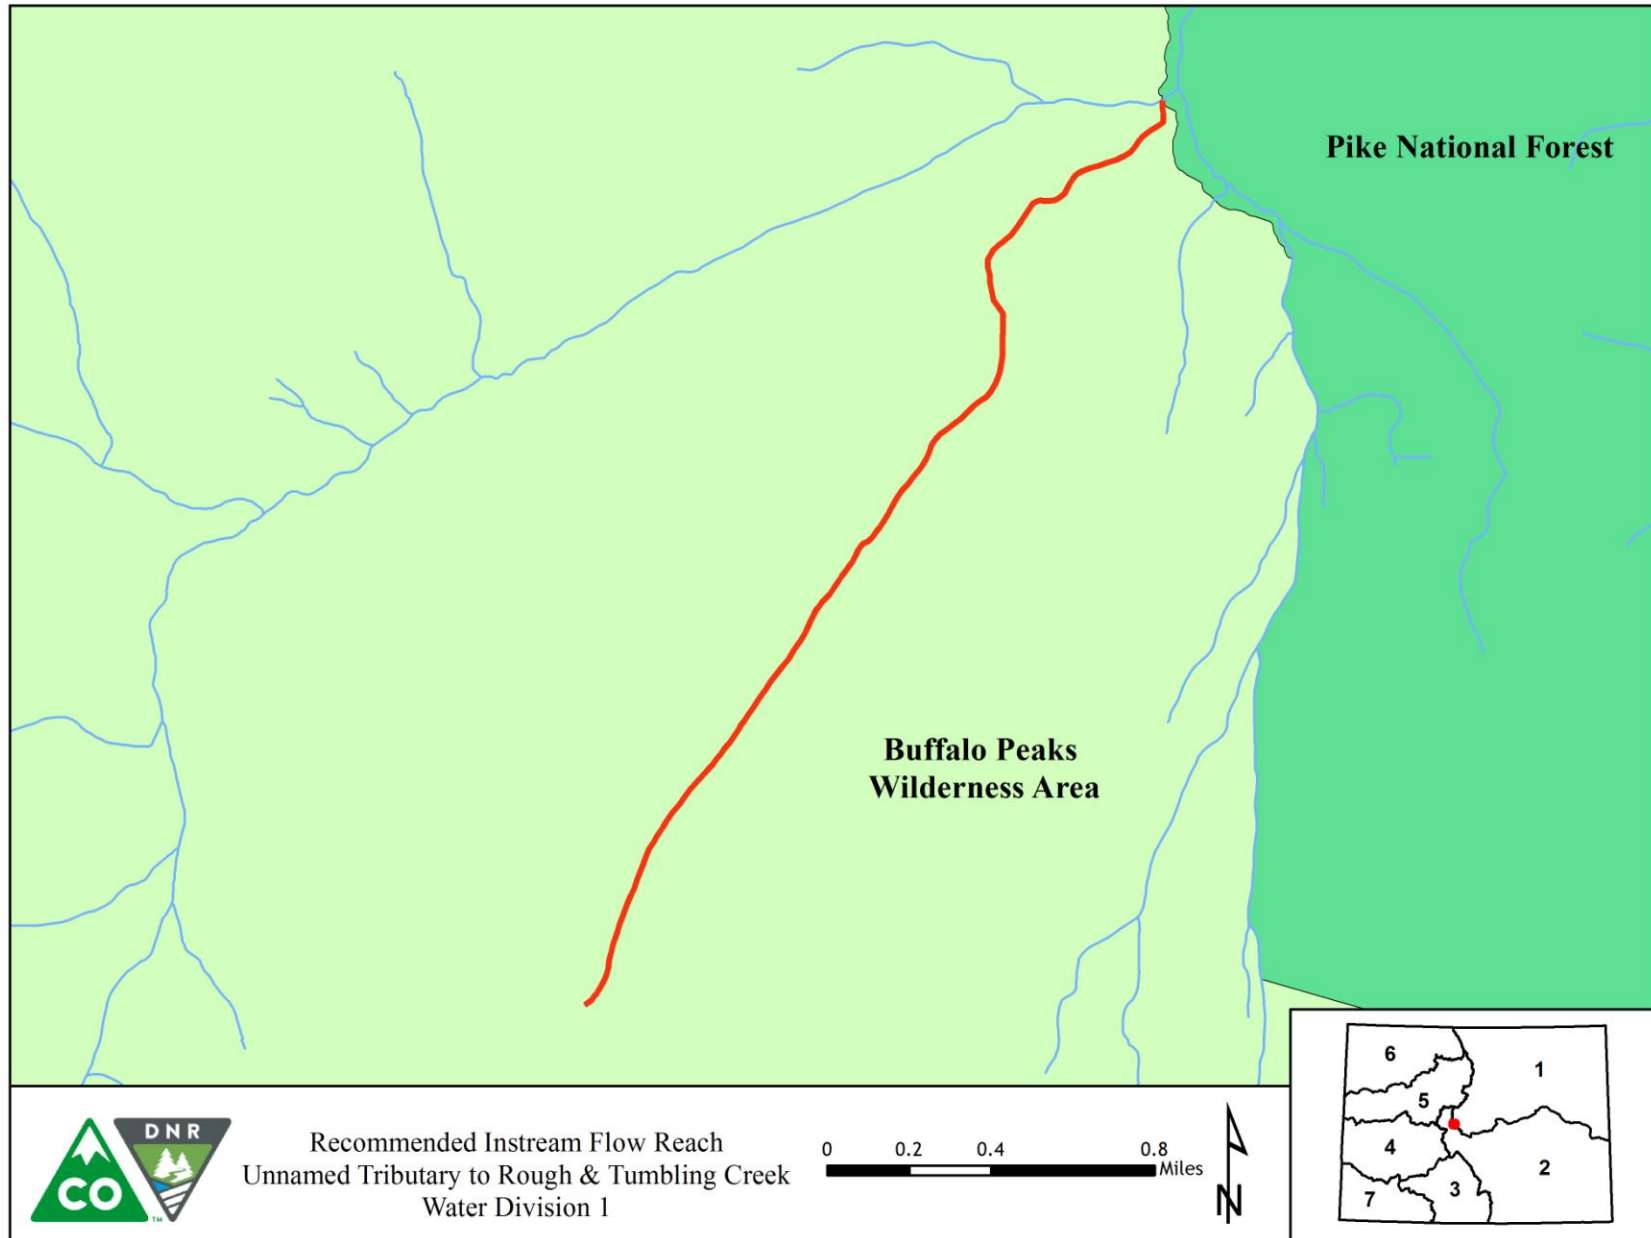 Pike National Forest
Buffalo Peaks
Wilderness Area
DNR
CO
TM
Recommended Instream Flow Reach
Unnamed Tributary to Rough & Tumbling Creek
Water Division 1
0 0.2 0.4 0.8
Miles
N
6
1
5
4
2
3
7